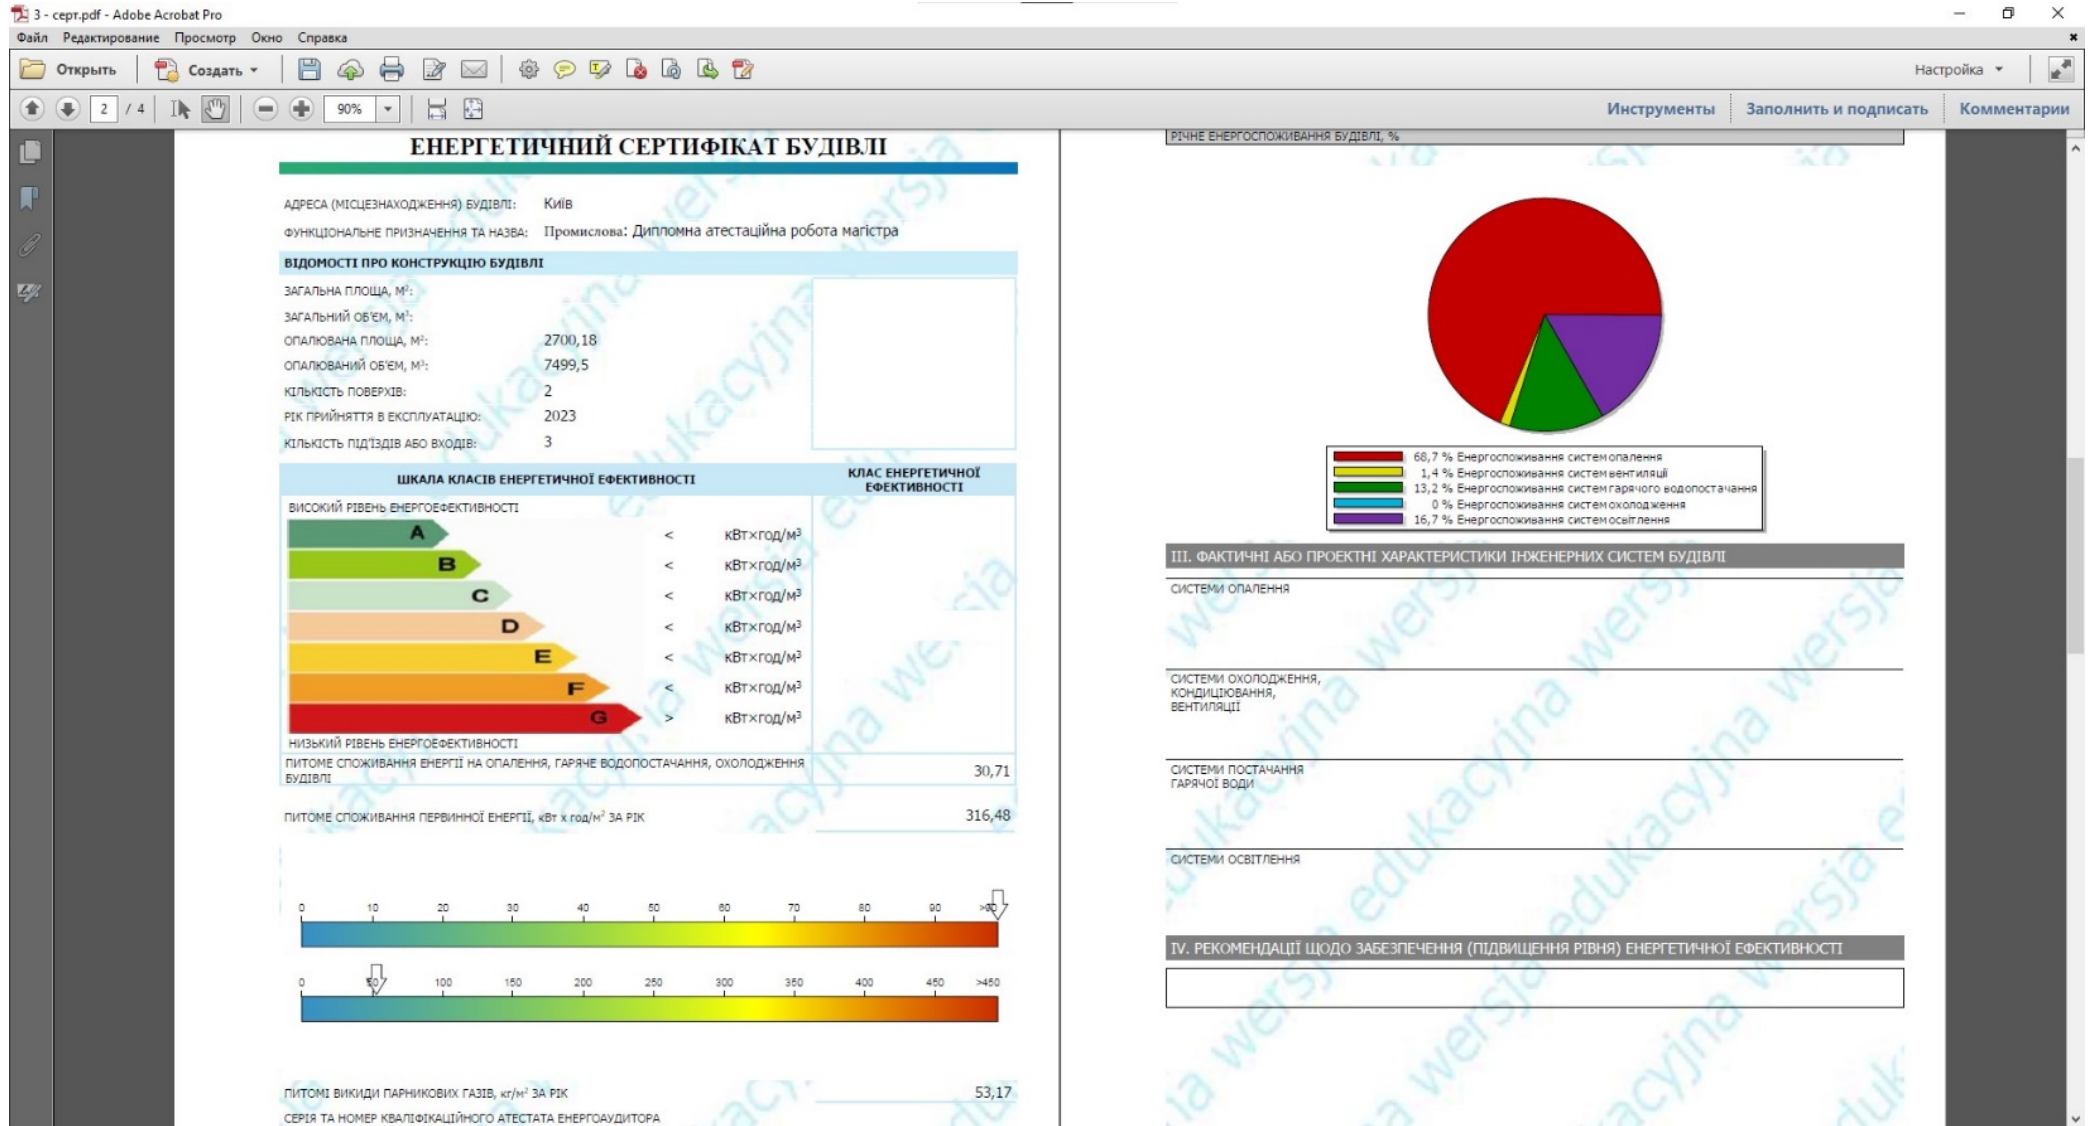 3 - серт.pdf - Adobe Acrobat Pro
Файл Редактирование Просмотр Окно Справка
Открыть Создать Настройка
2 / 4 90% Инструменты Заполнить и подписать Комментарии
ЕНЕРГЕТИЧНИЙ СЕРТИФІКАТ БУДІВЛІ
АДРЕСА (МІСЦЕЗНАХОДЖЕННЯ) БУДІВЛІ: Київ
ФУНКЦІОНАЛЬНЕ ПРИЗНАЧЕННЯ ТА НАЗВА: Промислова: Дипломна атестаційна робота магістра
ВІДОМОСТІ ПРО КОНСТРУКЦІЮ БУДІВЛІ
ЗАГАЛЬНА ПЛОЩА, М²:
ЗАГАЛЬНИЙ ОБ'ЄМ, М³:
ОПАЛЮВАНА ПЛОЩА, М²: 2700,18
ОПАЛЮВАНИЙ ОБ'ЄМ, М³: 7499,5
КІЛЬКІСТЬ ПОВЕРХІВ: 2
РІК ПРИЙНЯТТЯ В ЕКСПЛУАТАЦІЮ: 2023
КІЛЬКІСТЬ ПІД'ЇЗДІВ АБО ВХОДІВ: 3
ШКАЛА КЛАСІВ ЕНЕРГЕТИЧНОЇ ЕФЕКТИВНОСТІ
КЛАС ЕНЕРГЕТИЧНОЇ
ЕФЕКТИВНОСТІ
ВИСОКИЙ РІВЕНЬ ЕНЕРГОЕФЕКТИВНОСТІ
A < кВт×год/м³
B < кВт×год/м³
C < кВт×год/м³
D < кВт×год/м³
E < кВт×год/м³
F < кВт×год/м³
G > кВт×год/м³
НИЗЬКИЙ РІВЕНЬ ЕНЕРГОЕФЕКТИВНОСТІ
ПИТОМЕ СПОЖИВАННЯ ЕНЕРГІЇ НА ОПАЛЕННЯ, ГАРЯЧЕ ВОДОПОСТАЧАННЯ, ОХОЛОДЖЕННЯ
БУДІВЛІ 30,71
ПИТОМЕ СПОЖИВАННЯ ПЕРВИННОЇ ЕНЕРГІЇ, кВт x год/м² ЗА РІК 316,48
0 10 20 30 40 50 60 70 80 90 >90
0 50 100 150 200 250 300 350 400 450 >450
ПИТОМІ ВИКИДИ ПАРНИКОВИХ ГАЗІВ, кг/м² ЗА РІК 53,17
СЕРІЯ ТА НОМЕР КВАЛІФІКАЦІЙНОГО АТЕСТАТА ЕНЕРГОАУДИТОРА
РІЧНЕ ЕНЕРГОСПОЖИВАННЯ БУДІВЛІ, %
68,7 % Енергоспоживання систем опалення
1,4 % Енергоспоживання систем вентиляції
13,2 % Енергоспоживання систем гарячого водопостачання
0 % Енергоспоживання систем охолодження
16,7 % Енергоспоживання систем освітлення
III. ФАКТИЧНІ АБО ПРОЕКТНІ ХАРАКТЕРИСТИКИ ІНЖЕНЕРНИХ СИСТЕМ БУДІВЛІ
СИСТЕМИ ОПАЛЕННЯ
СИСТЕМИ ОХОЛОДЖЕННЯ,
КОНДИЦІЮВАННЯ,
ВЕНТИЛЯЦІЇ
СИСТЕМИ ПОСТАЧАННЯ
ГАРЯЧОЇ ВОДИ
СИСТЕМИ ОСВІТЛЕННЯ
IV. РЕКОМЕНДАЦІЇ ЩОДО ЗАБЕЗПЕЧЕННЯ (ПІДВИЩЕННЯ РІВНЯ) ЕНЕРГЕТИЧНОЇ ЕФЕКТИВНОСТІ
wersja edukacyjna